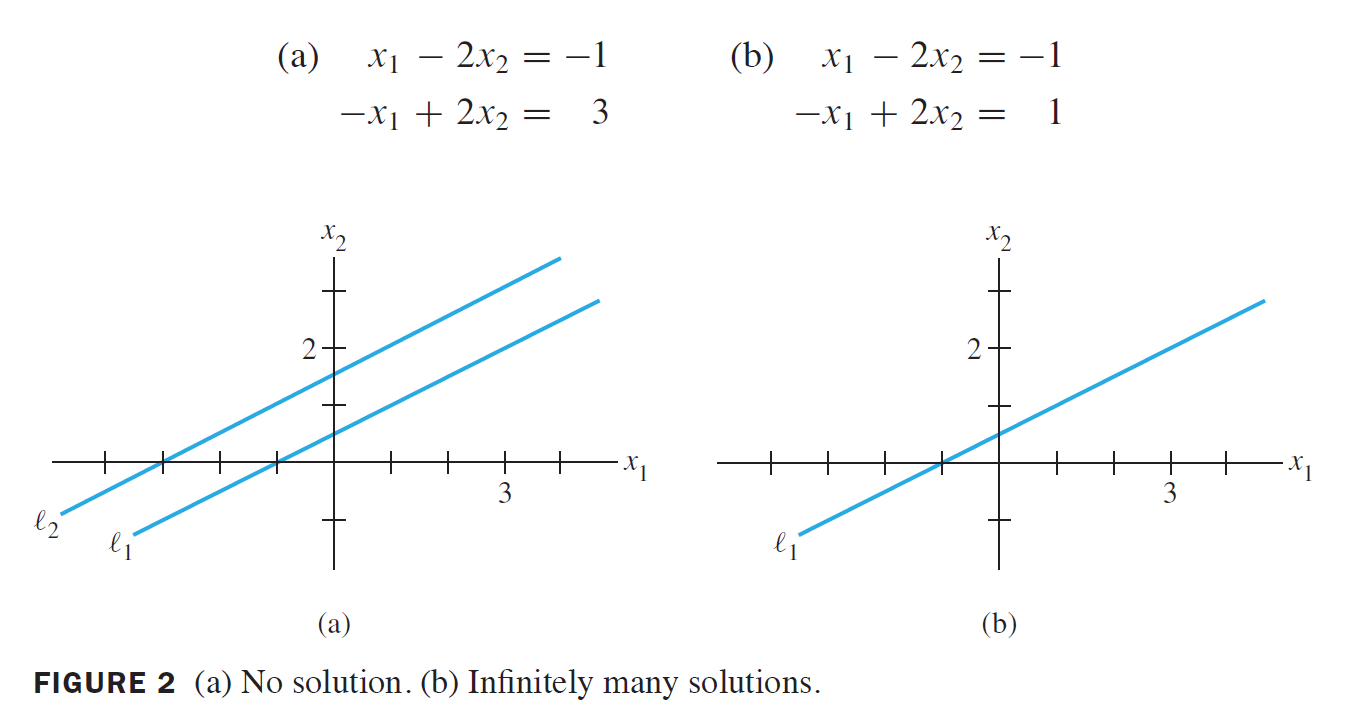 (a) x₁ − 2x₂ = −1
−x₁ + 2x₂ = 3
(b) x₁ − 2x₂ = −1
−x₁ + 2x₂ = 1
x₂
2
3
x₁
ℓ₂
ℓ₁
(a)
x₂
2
3
x₁
ℓ₁
(b)
FIGURE 2 (a) No solution. (b) Infinitely many solutions.